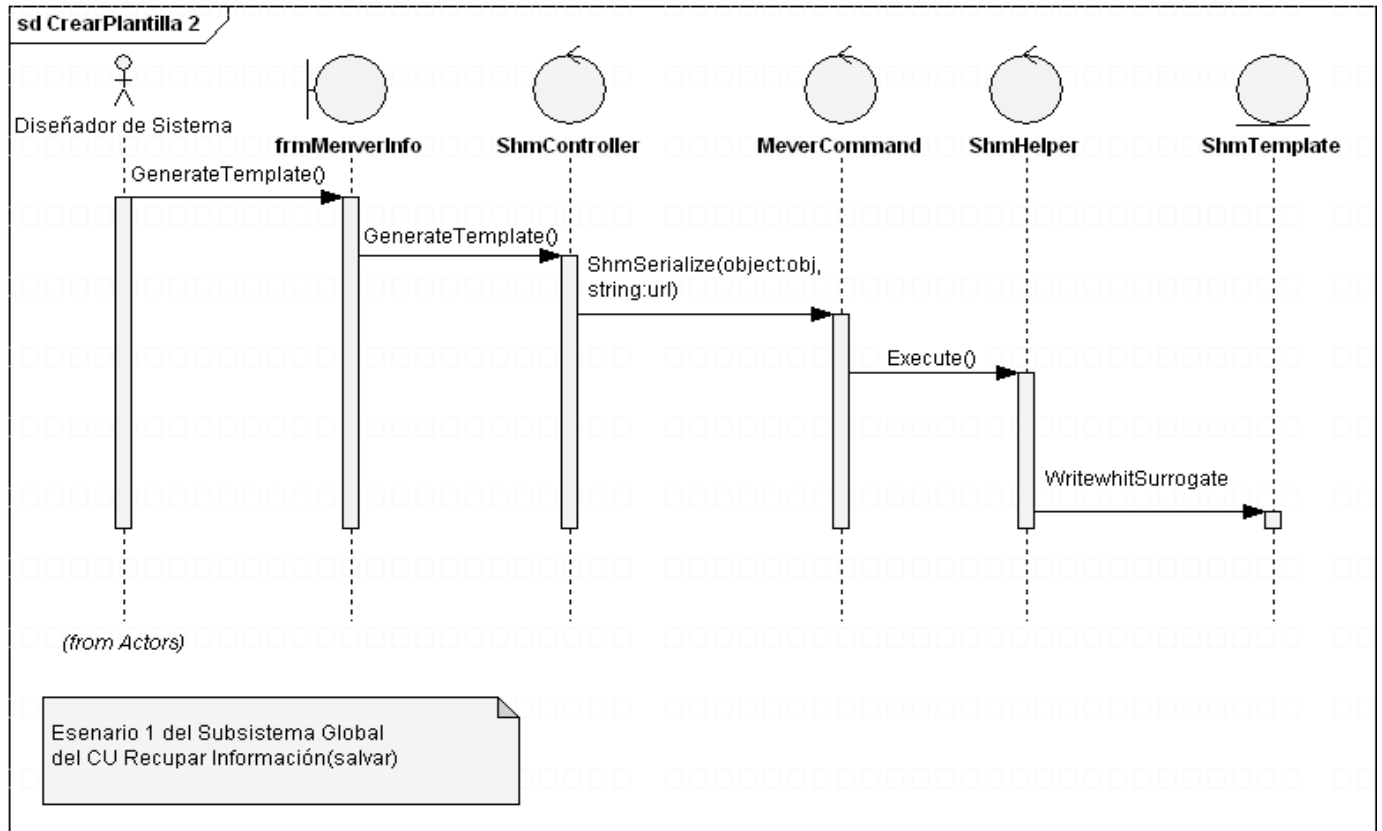 sd CrearPlantilla 2
Diseñador de Sistema
frmMenverInfo
ShmController
MeverCommand
ShmHelper
ShmTemplate
GenerateTemplate()
GenerateTemplate()
ShmSerialize(object:obj,
string:url)
Execute()
WritewhitSurrogate
(from Actors)
Esenario 1 del Subsistema Global
del CU Recupar Información(salvar)